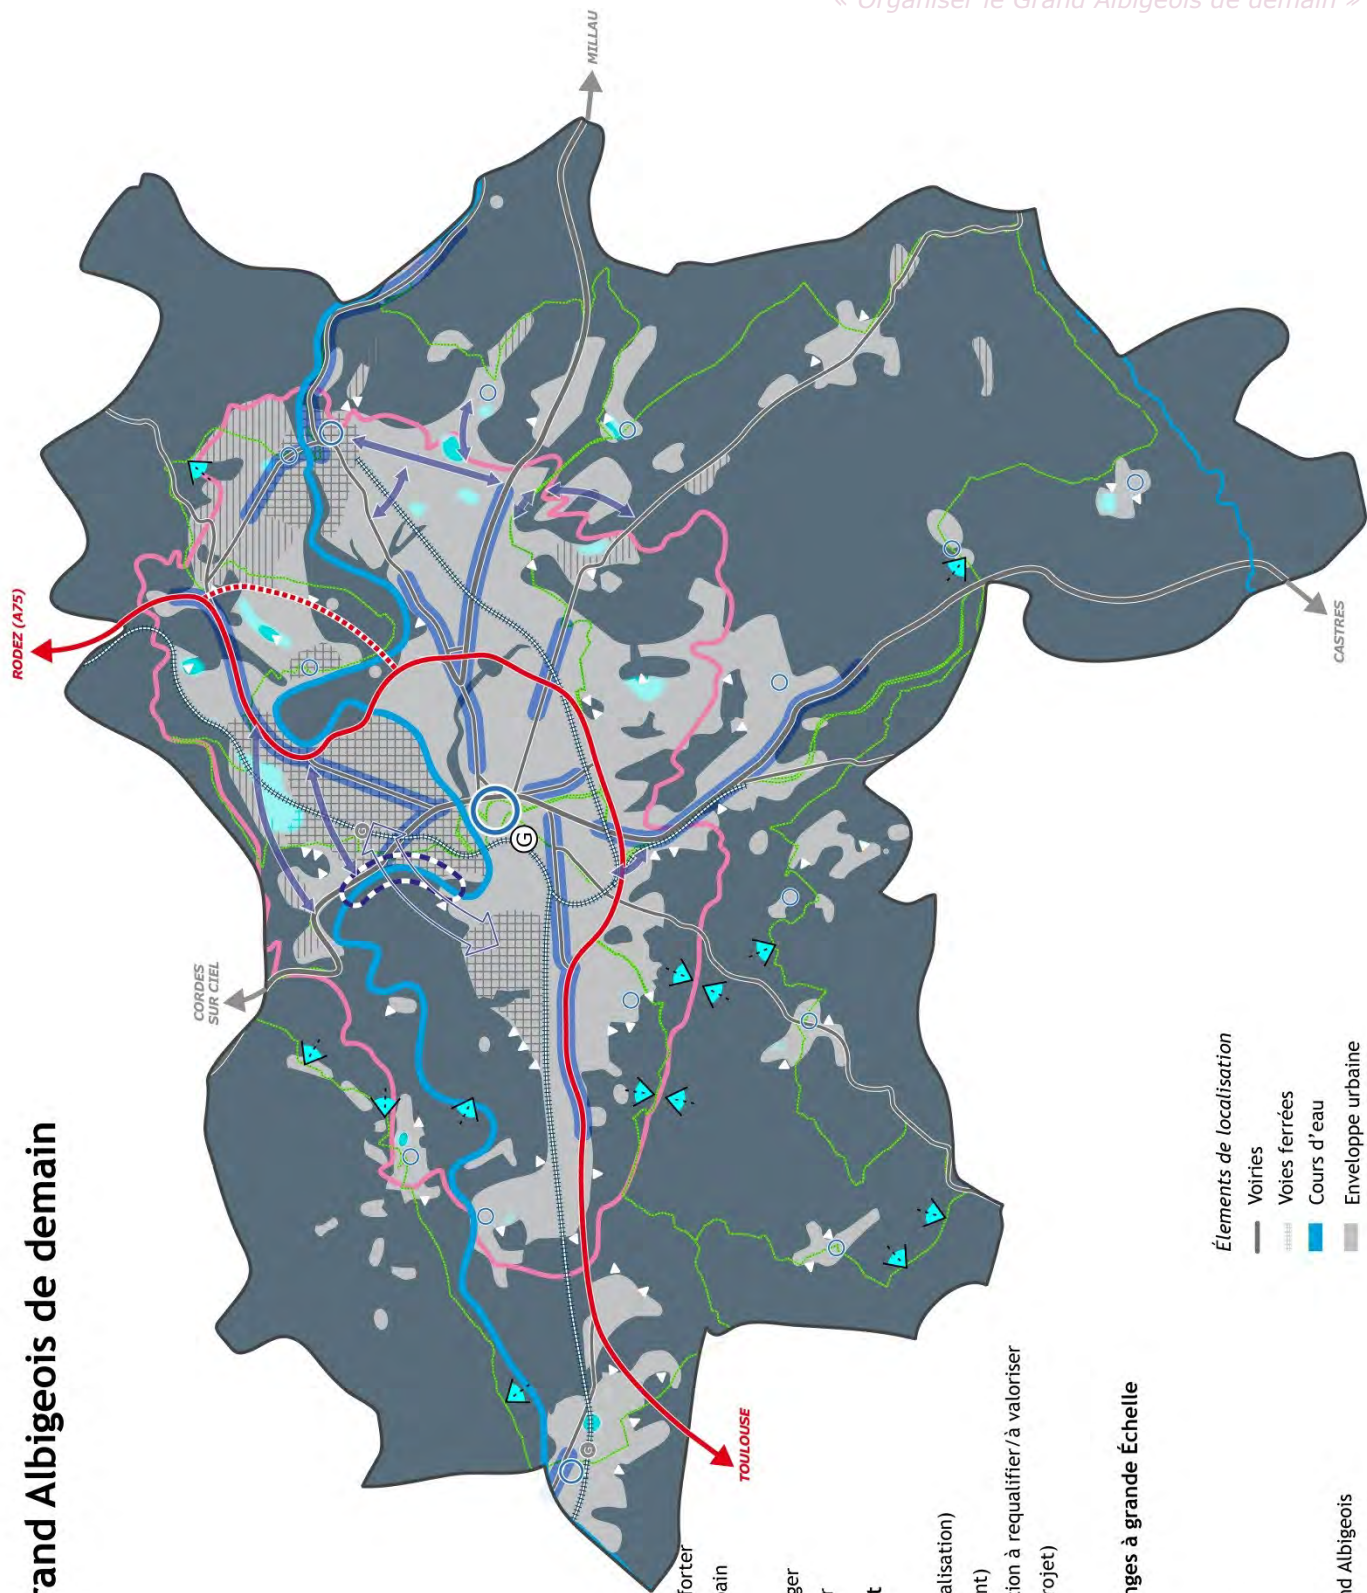 « Organiser le Grand Albigeois de demain »
rand Albigeois de demain
RODEZ (A75)
MILLAU
CORDES
SUR CIEL
G
G
G
CASTRES
TOULOUSE
forter
ain
ger
r
t
alisation)
nt)
ion à requalifier/à valoriser
rojet)
nges à grande Échelle
nd Albigeois
Élements de localisation
Voiries
Voies ferrées
Cours d'eau
Enveloppe urbaine